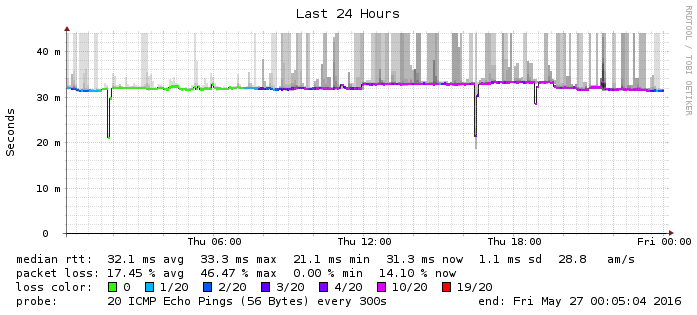 Last 24 Hours
RRDTOOL / TOBI OETIKER
Seconds
40 m
30 m
20 m
10 m
0
Thu 06:00 Thu 12:00 Thu 18:00 Fri 00:00
median rtt: 32.1 ms avg 33.3 ms max 21.1 ms min 31.3 ms now 1.1 ms sd 28.8 am/s
packet loss: 17.45 % avg 46.47 % max 0.00 % min 14.10 % now
loss color: 0 1/20 2/20 3/20 4/20 10/20 19/20
probe: 20 ICMP Echo Pings (56 Bytes) every 300s end: Fri May 27 00:05:04 2016